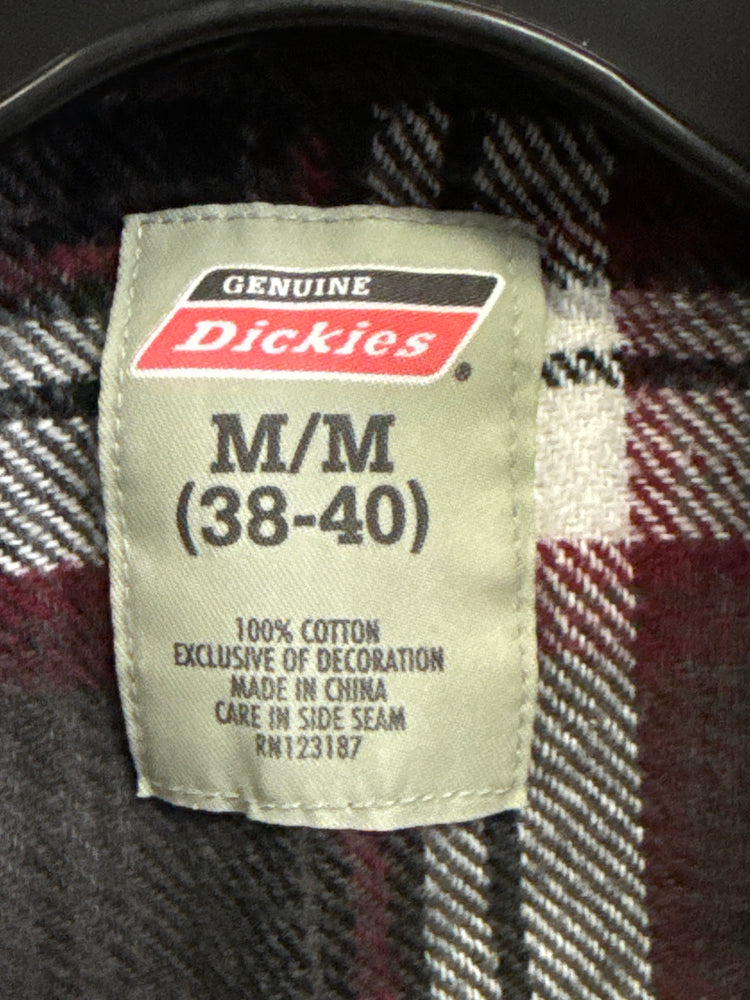 GENUINE
Dickies®
M/M
(38-40)
100% COTTON
EXCLUSIVE OF DECORATION
MADE IN CHINA
CARE IN SIDE SEAM
RN123187